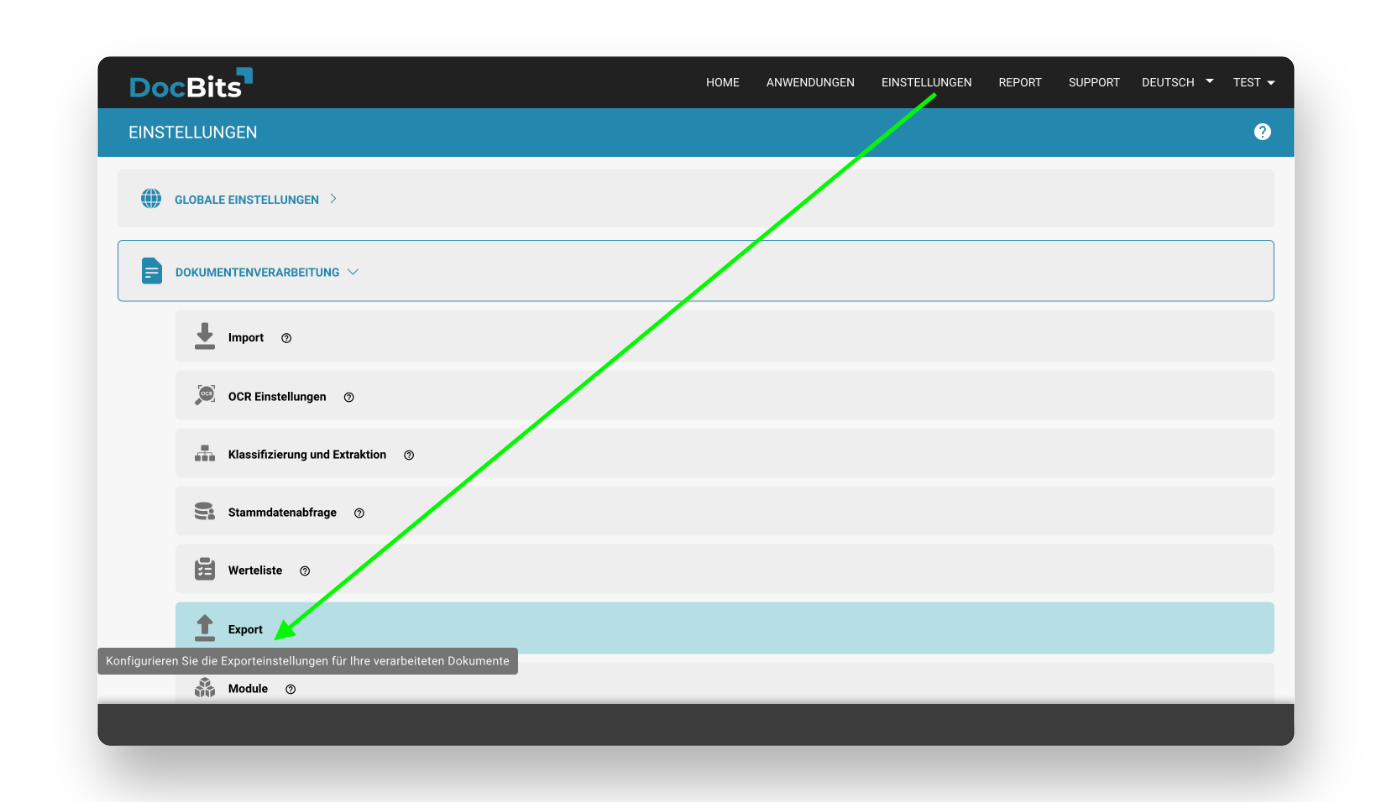 DocBits
HOME ANWENDUNGEN EINSTELLUNGEN REPORT SUPPORT DEUTSCH TEST
EINSTELLUNGEN
GLOBALE EINSTELLUNGEN
DOKUMENTENVERARBEITUNG
Import
OCR Einstellungen
Klassifizierung und Extraktion
Stammdatenabfrage
Werteliste
Export
Konfigurieren Sie die Exporteinstellungen für Ihre verarbeiteten Dokumente
Module